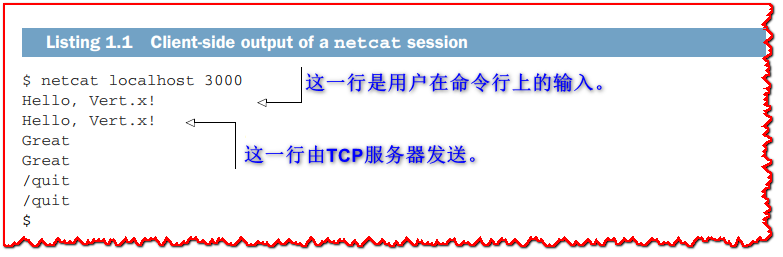 Listing 1.1 Client-side output of a netcat session
$ netcat localhost 3000
这一行是用户在命令行上的输入。
Hello, Vert.x!
Hello, Vert.x!
这一行由TCP服务器发送。
Great
Great
/quit
/quit
$